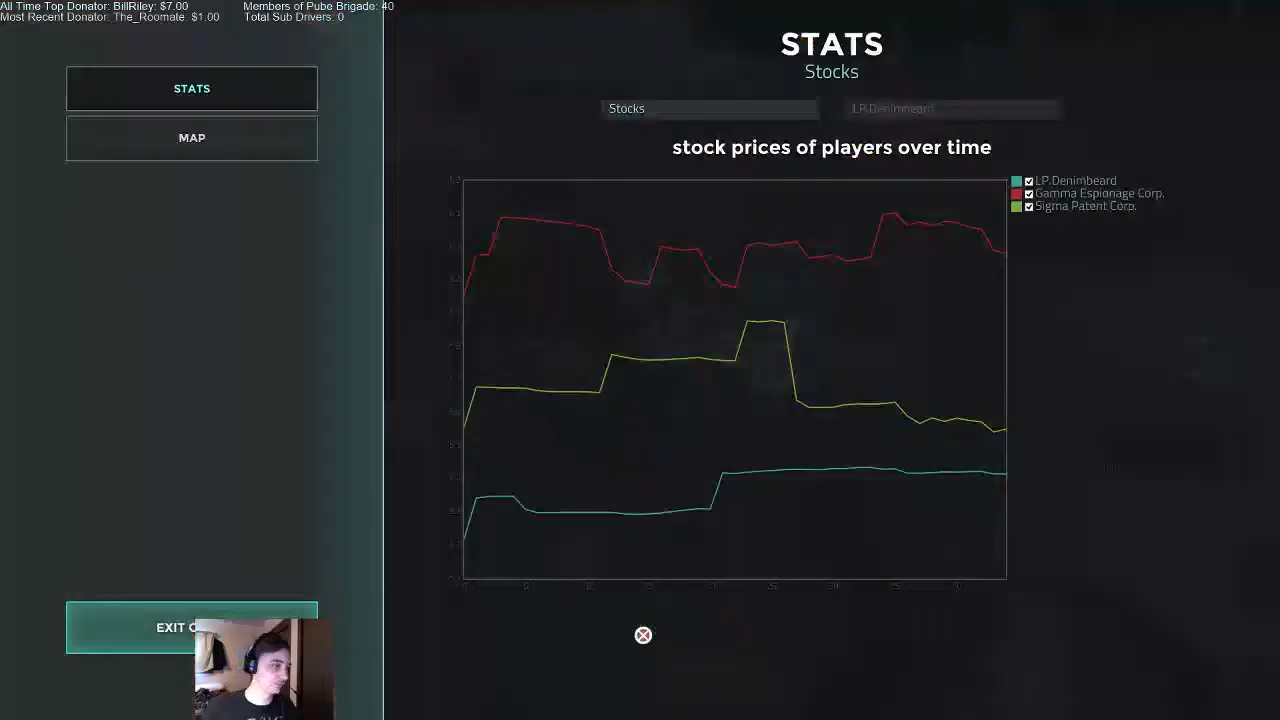 All Time Top Donator: BillRiley: $7.00 Members of Pube Brigade: 40
Most Recent Donator: The_Roomate: $1.00 Total Sub Drivers: 0
STATS
Stocks
STATS
MAP
Stocks LP.Denimbeard
stock prices of players over time
LP.Denimbeard
Gamma Espionage Corp.
Sigma Patent Corp.
EXIT